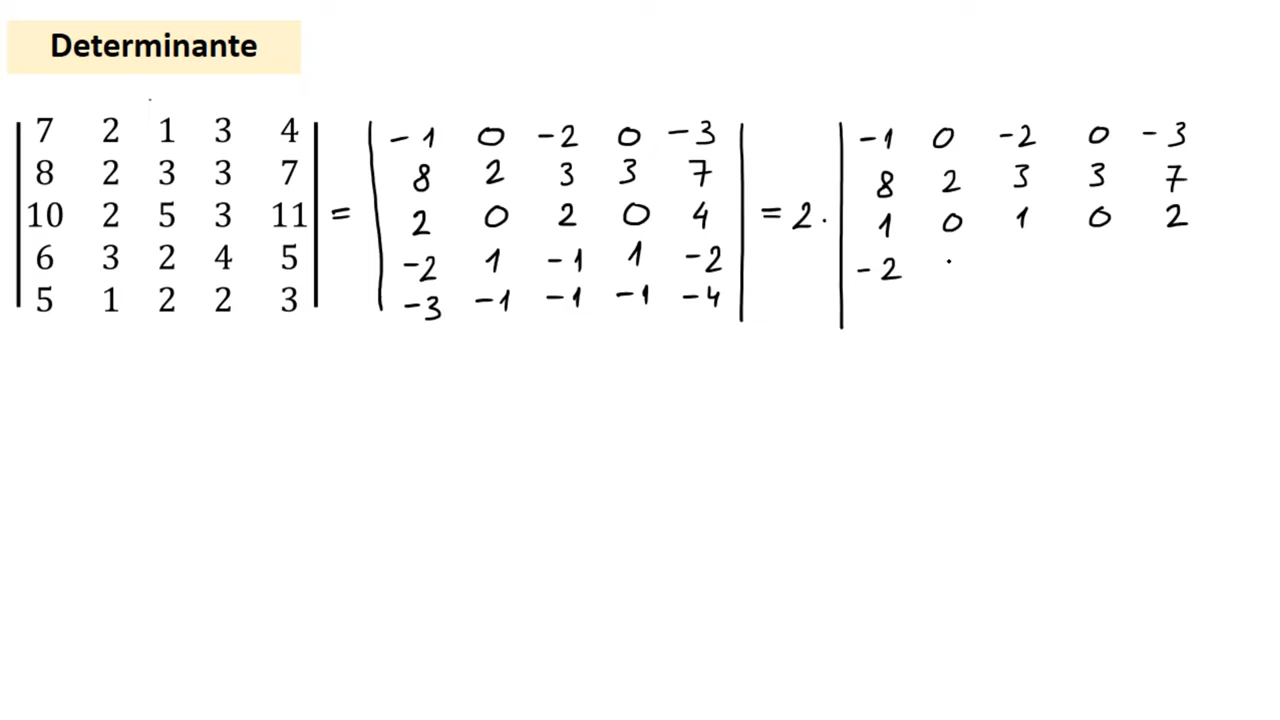 Determinante
| 7 2 1 3 4 | | -1 0 -2 0 -3 | | -1 0 -2 0 -3 |
| 8 2 3 3 7 | | 8 2 3 3 7 | | 8 2 3 3 7 |
| 10 2 5 3 11 | = | 2 0 2 0 4 | = 2 · | 1 0 1 0 2 |
| 6 3 2 4 5 | | -2 1 -1 1 -2 | | -2
| 5 1 2 2 3 | | -3 -1 -1 -1 -4 | |